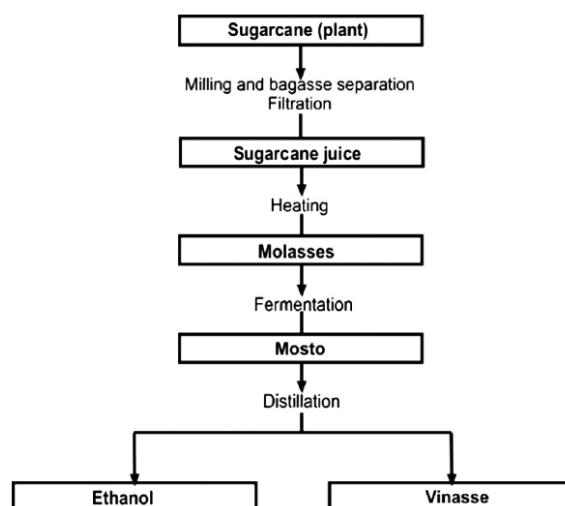 Sugarcane (plant)
Milling and bagasse separation
Filtration
Sugarcane juice
Heating
Molasses
Fermentation
Mosto
Distillation
Ethanol
Vinasse